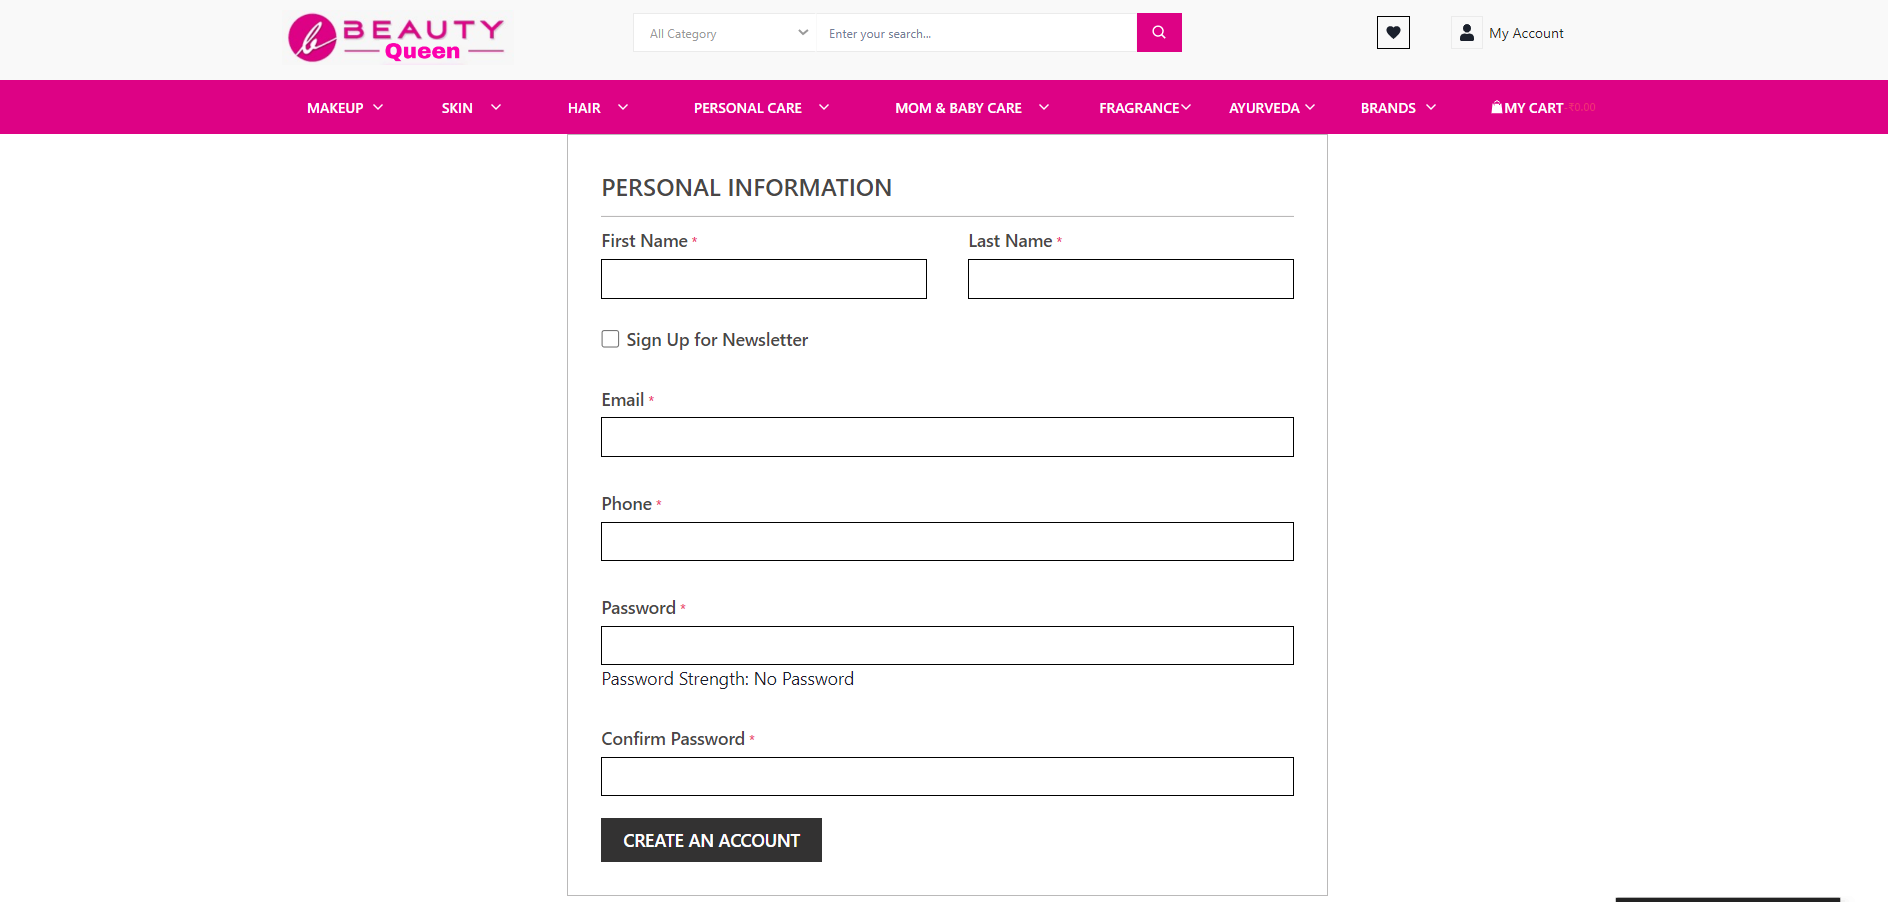 b BEAUTY
Queen
All Category
Enter your search...
My Account
MAKEUP SKIN HAIR PERSONAL CARE MOM & BABY CARE FRAGRANCE AYURVEDA BRANDS MY CART -₹0.00
PERSONAL INFORMATION
First Name * Last Name *
Sign Up for Newsletter
Email *
Phone *
Password *
Password Strength: No Password
Confirm Password *
CREATE AN ACCOUNT